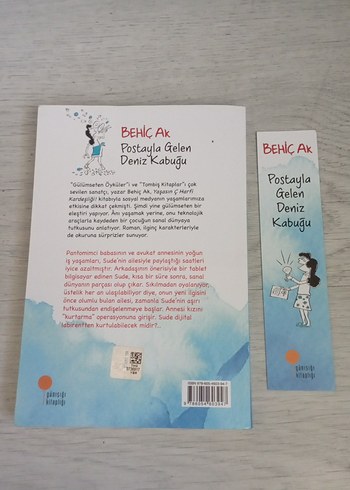 BEHİÇ AK
Postayla Gelen
Deniz Kabuğu
"Gülümseten Öyküler"i ve "Tombiş Kitaplar"ı çok
sevilen sanatçı, yazar Behiç Ak, Yaşasın Ç Harfi
Kardeşliği! kitabıyla sosyal medyanın yaşamlarımıza
etkisine dikkat çekmişti. Şimdi yine gülümseten bir
eleştiri yapıyor. Anı yaşamak yerine, onu teknolojik
araçlarla kaydeden bir çocuğun sanal dünyaya
tutkusunu anlatıyor. Roman, ilginç karakterleriyle
de okuruna sürprizler sunuyor.
Pantomimci babasının ve avukat annesinin yoğun
iş yaşamları, Sude'nin ailesiyle paylaştığı saatleri
iyice azaltmıştır. Arkadaşının önerisiyle bir tablet
bilgisayar edinen Sude, kısa bir süre sonra, sanal
dünyanın parçası olup çıkar. Sıkılmadan oyalanıyor,
üstelik her an ulaşılabiliyor diye, onun yeni ilgisini
önce olumlu bulan ailesi, zamanla Sude'nin aşırı
tutkusundan endişelenmeye başlar. Annesi kızını
"kurtarma" operasyonuna girişir. Sude dijital
labirentten kurtulabilecek midir?..
günışığı
kitaplığı
BEHİÇ AK
Postayla
Gelen
Deniz
Kabuğu
günışığı
kitaplığı